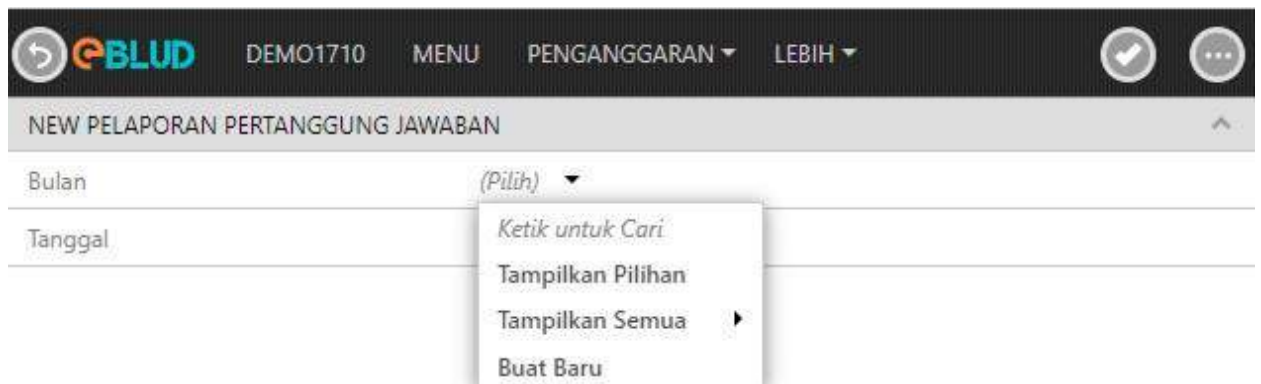 eBLUD DEMO1710 MENU PENGANGGARAN LEBIH
NEW PELAPORAN PERTANGGUNG JAWABAN
Bulan (Pilih)
Ketik untuk Cari
Tanggal
Tampilkan Pilihan
Tampilkan Semua
Buat Baru